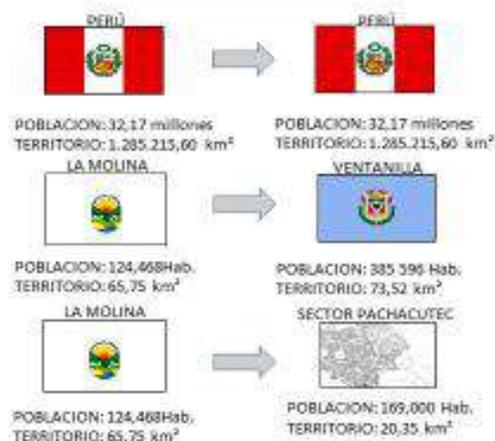 PERÚ
PERÚ
POBLACION: 32,17 millones
TERRITORIO: 1.285.215,60 km²
POBLACION: 32,17 millones
TERRITORIO: 1.285.215,60 km²
LA MOLINA
VENTANILLA
POBLACION: 124,468Hab.
TERRITORIO: 65,75 km²
POBLACION: 385 596 Hab.
TERRITORIO: 73,52 km²
LA MOLINA
SECTOR PACHACUTEC
POBLACION: 124,468Hab.
TERRITORIO: 65,75 km²
POBLACION: 169,000 Hab.
TERRITORIO: 20,35 km²